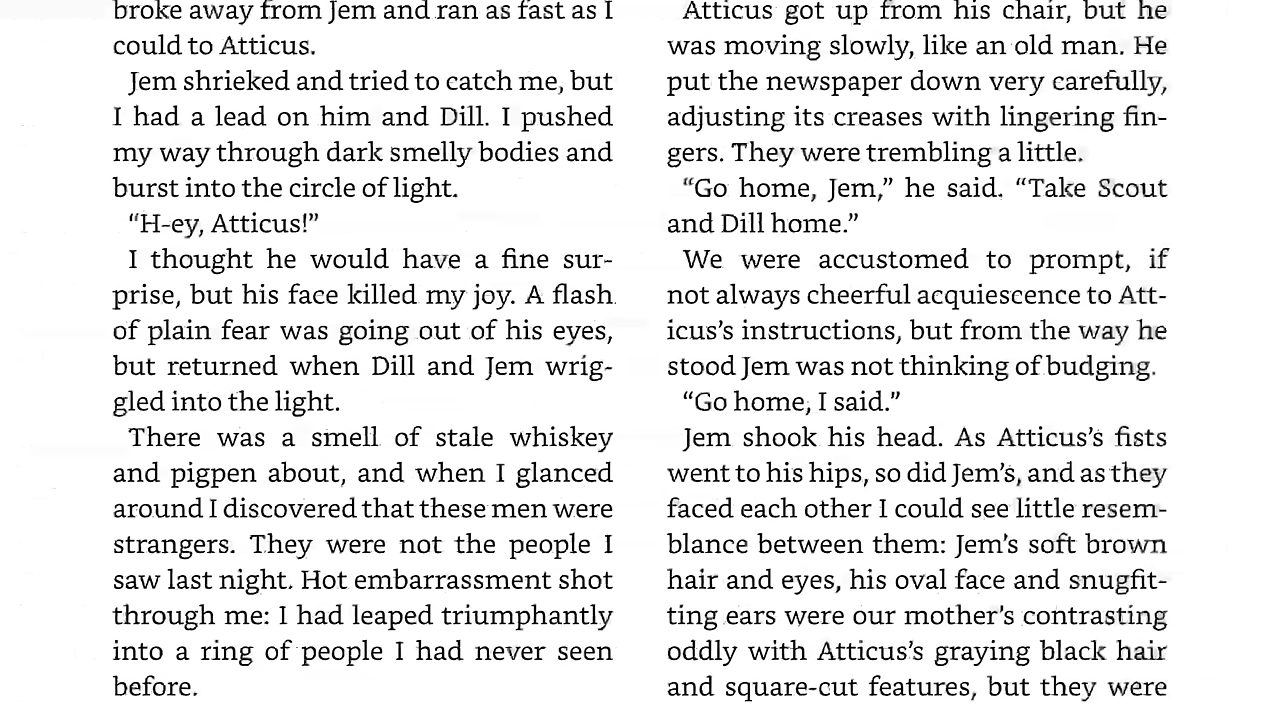 broke away from Jem and ran as fast as I
could to Atticus.
Jem shrieked and tried to catch me, but
I had a lead on him and Dill. I pushed
my way through dark smelly bodies and
burst into the circle of light.
“H-ey, Atticus!”
I thought he would have a fine sur-
prise, but his face killed my joy. A flash
of plain fear was going out of his eyes,
but returned when Dill and Jem wrig-
gled into the light.
There was a smell of stale whiskey
and pigpen about, and when I glanced
around I discovered that these men were
strangers. They were not the people I
saw last night. Hot embarrassment shot
through me: I had leaped triumphantly
into a ring of people I had never seen
before.
Atticus got up from his chair, but he
was moving slowly, like an old man. He
put the newspaper down very carefully,
adjusting its creases with lingering fin-
gers. They were trembling a little.
“Go home, Jem,” he said. “Take Scout
and Dill home.”
We were accustomed to prompt, if
not always cheerful acquiescence to Att-
icus’s instructions, but from the way he
stood Jem was not thinking of budging.
“Go home, I said.”
Jem shook his head. As Atticus’s fists
went to his hips, so did Jem’s, and as they
faced each other I could see little resem-
blance between them: Jem’s soft brown
hair and eyes, his oval face and snugfit-
ting ears were our mother’s contrasting
oddly with Atticus’s graying black hair
and square-cut features, but they were